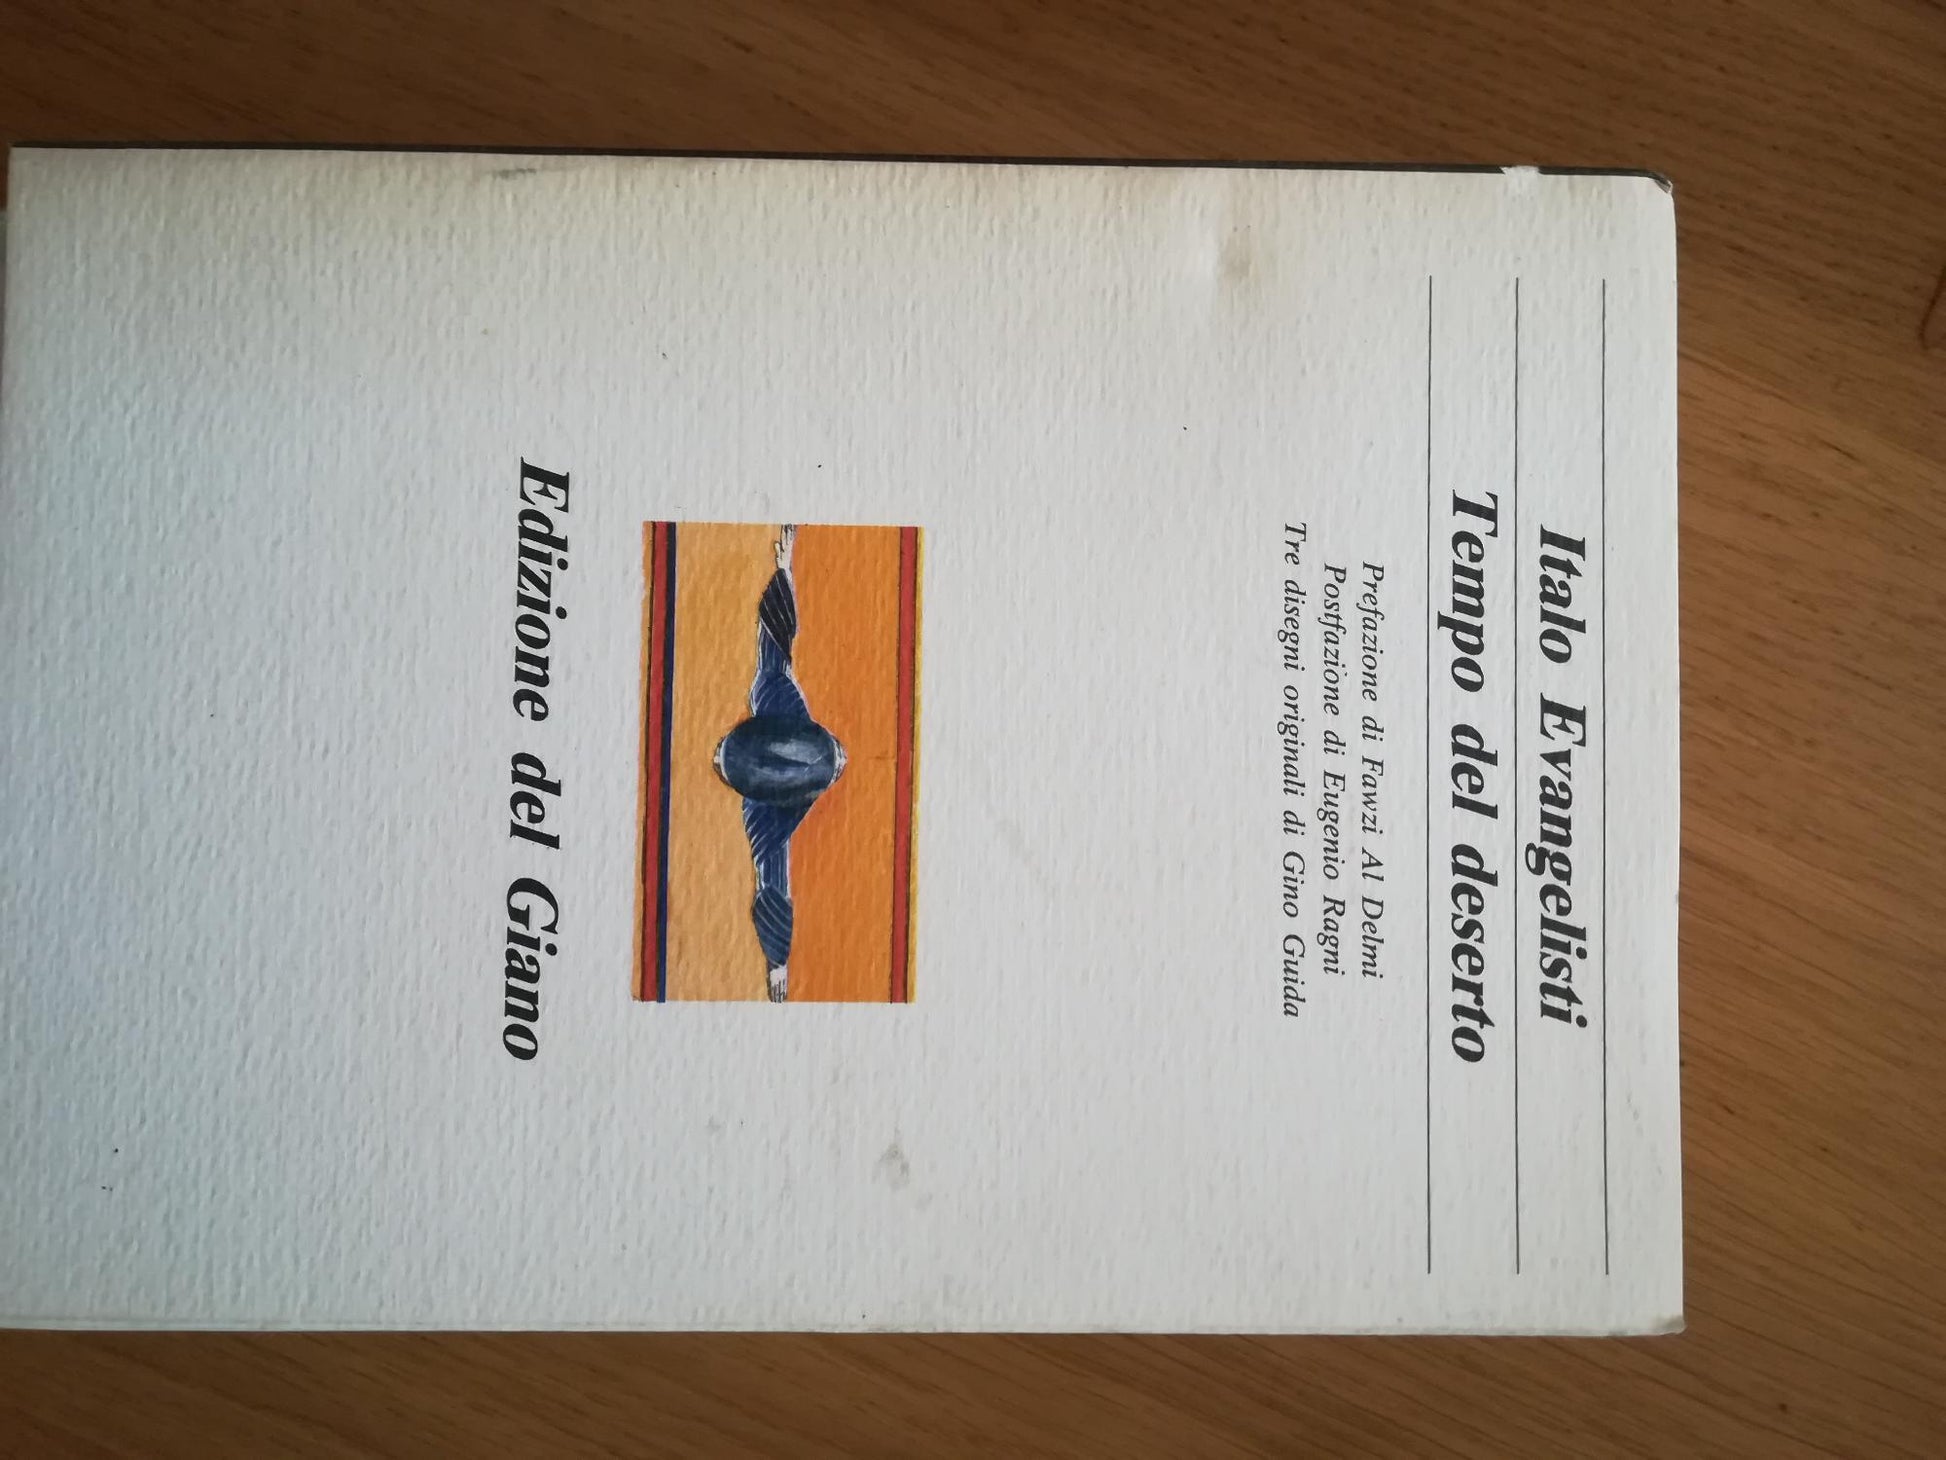 Italo Evangelisti
Tempo del deserto
Prefazione di Fawzi Al Delmi
Postfazione di Eugenio Ragni
Tre disegni originali di Gino Guida
Edizione del Giano